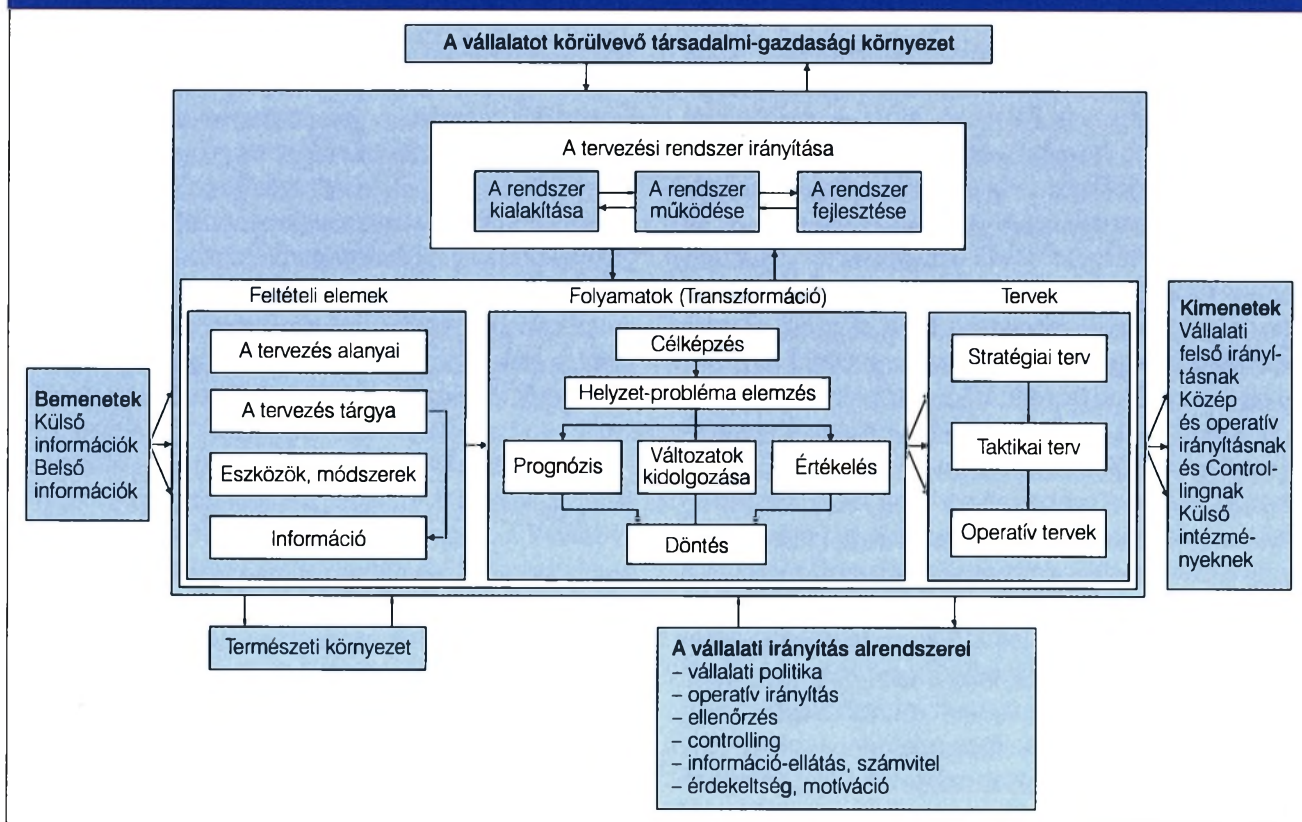 A vállalatot körülvevő társadalmi-gazdasági környezet
A tervezési rendszer irányítása
A rendszer
kialakítása
A rendszer
működése
A rendszer
fejlesztése
Bemenetek
Külső
információk
Belső
információk
Feltételi elemek
A tervezés alanyai
A tervezés tárgya
Eszközök, módszerek
Információ
Folyamatok (Transzformáció)
Célképzés
Helyzet-probléma elemzés
Prognózis
Változatok
kidolgozása
Értékelés
Döntés
Tervek
Stratégiai terv
Taktikai terv
Operatív tervek
Kimenetek
Vállalati
felső irányí-
tásnak
Közép
és operatív
irányításnak
és Control-
lingnak
Külső
intézmé-
nyeknek
Természeti környezet
A vállalati irányítás alrendszerei
– vállalati politika
– operatív irányítás
– ellenőrzés
– controlling
– információ-ellátás, számvitel
– érdekeltség, motíváció